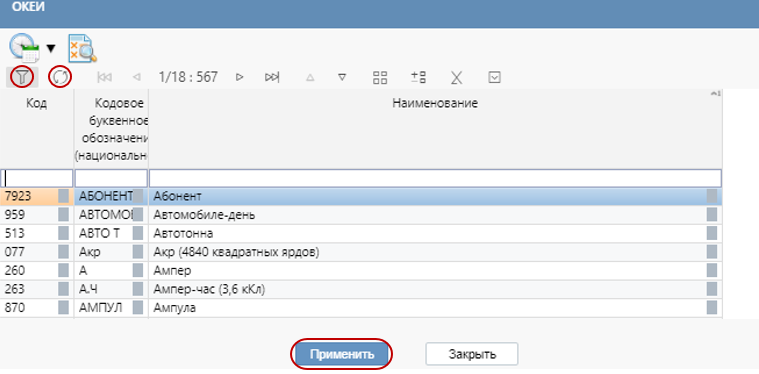 ОКЕИ
1/18 : 567
Код
Кодовое
буквенное
обозначени
(национальн
Наименование
7923 АБОНЕНТ Абонент
959 АВТОМОБ Автомобиле-день
513 АВТО Т Автотонна
077 Акр Акр (4840 квадратных ярдов)
260 А Ампер
263 А.Ч Ампер-час (3,6 кКл)
870 АМПУЛ Ампула
Применить
Закрыть